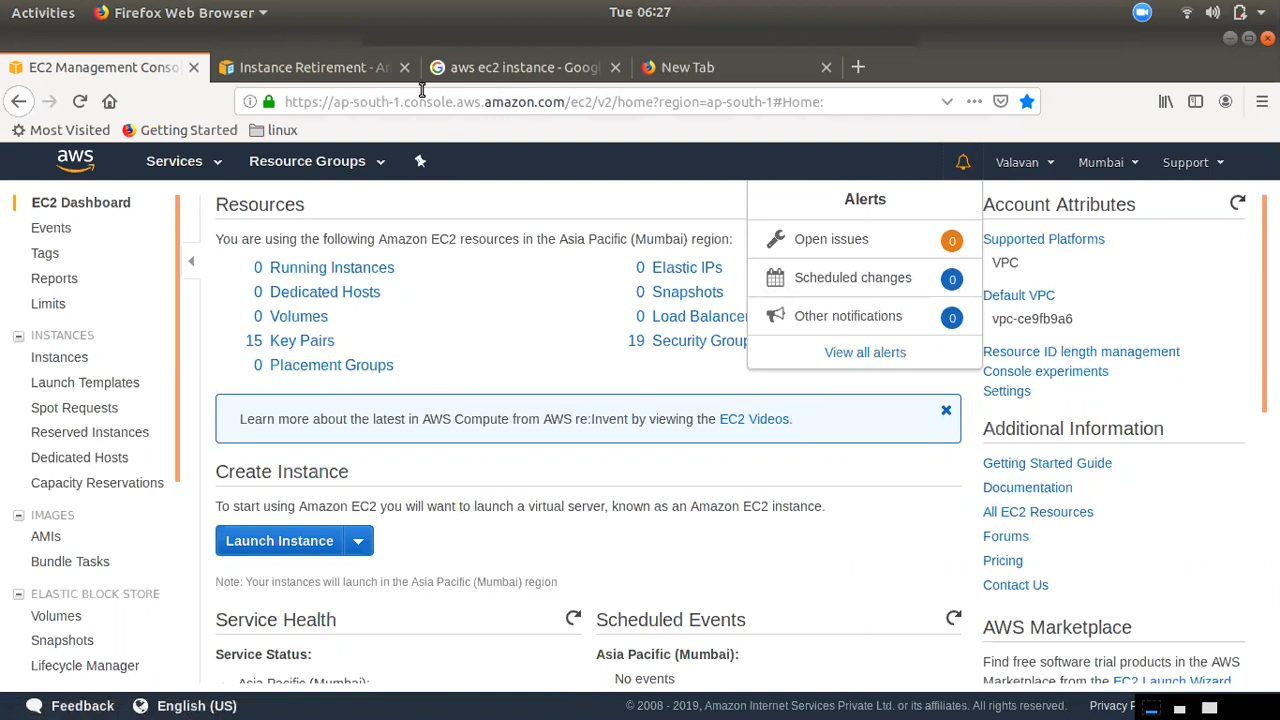 Activities
Firefox Web Browser
Tue 06:27
EC2 Management Conso
Instance Retirement - Am
aws ec2 instance - Googl
New Tab
https://ap-south-1.console.aws.amazon.com/ec2/v2/home?region=ap-south-1#Home:
Most Visited
Getting Started
linux
aws
Services
Resource Groups
Valavan
Mumbai
Support
EC2 Dashboard
Events
Tags
Reports
Limits
INSTANCES
Instances
Launch Templates
Spot Requests
Reserved Instances
Dedicated Hosts
Capacity Reservations
IMAGES
AMIs
Bundle Tasks
ELASTIC BLOCK STORE
Volumes
Snapshots
Lifecycle Manager
Resources
You are using the following Amazon EC2 resources in the Asia Pacific (Mumbai) region:
0 Running Instances
0 Elastic IPs
0 Dedicated Hosts
0 Snapshots
0 Volumes
0 Load Balancer
15 Key Pairs
19 Security Group
0 Placement Groups
Learn more about the latest in AWS Compute from AWS re:Invent by viewing the EC2 Videos.
Create Instance
To start using Amazon EC2 you will want to launch a virtual server, known as an Amazon EC2 instance.
Launch Instance
Note: Your instances will launch in the Asia Pacific (Mumbai) region
Service Health
Service Status:
Asia Pacific (Mumbai):
Scheduled Events
Asia Pacific (Mumbai):
No events
Alerts
Open issues 0
Scheduled changes 0
Other notifications 0
View all alerts
Account Attributes
Supported Platforms
VPC
Default VPC
vpc-ce9fb9a6
Resource ID length management
Console experiments
Settings
Additional Information
Getting Started Guide
Documentation
All EC2 Resources
Forums
Pricing
Contact Us
AWS Marketplace
Find free software trial products in the AWS
Marketplace from the EC2 Launch Wizard
Feedback
English (US)
© 2008 - 2019, Amazon Internet Services Private Ltd. or its affiliates. All rights reserved.
Privacy P